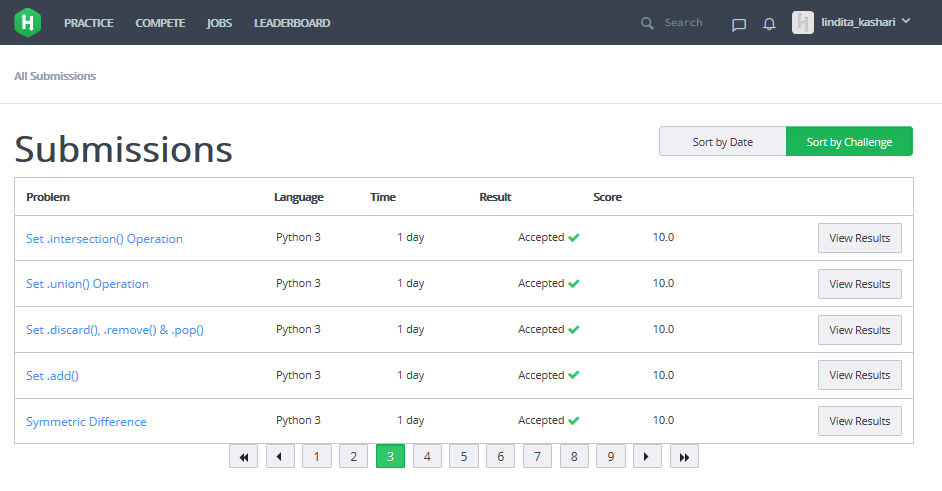 H PRACTICE COMPETE JOBS LEADERBOARD Search H lindita_kashari
All Submissions
Submissions
Sort by Date Sort by Challenge
Problem Language Time Result Score
Set .intersection() Operation Python 3 1 day Accepted 10.0 View Results
Set .union() Operation Python 3 1 day Accepted 10.0 View Results
Set .discard(), .remove() & .pop() Python 3 1 day Accepted 10.0 View Results
Set .add() Python 3 1 day Accepted 10.0 View Results
Symmetric Difference Python 3 1 day Accepted 10.0 View Results
1 2 3 4 5 6 7 8 9